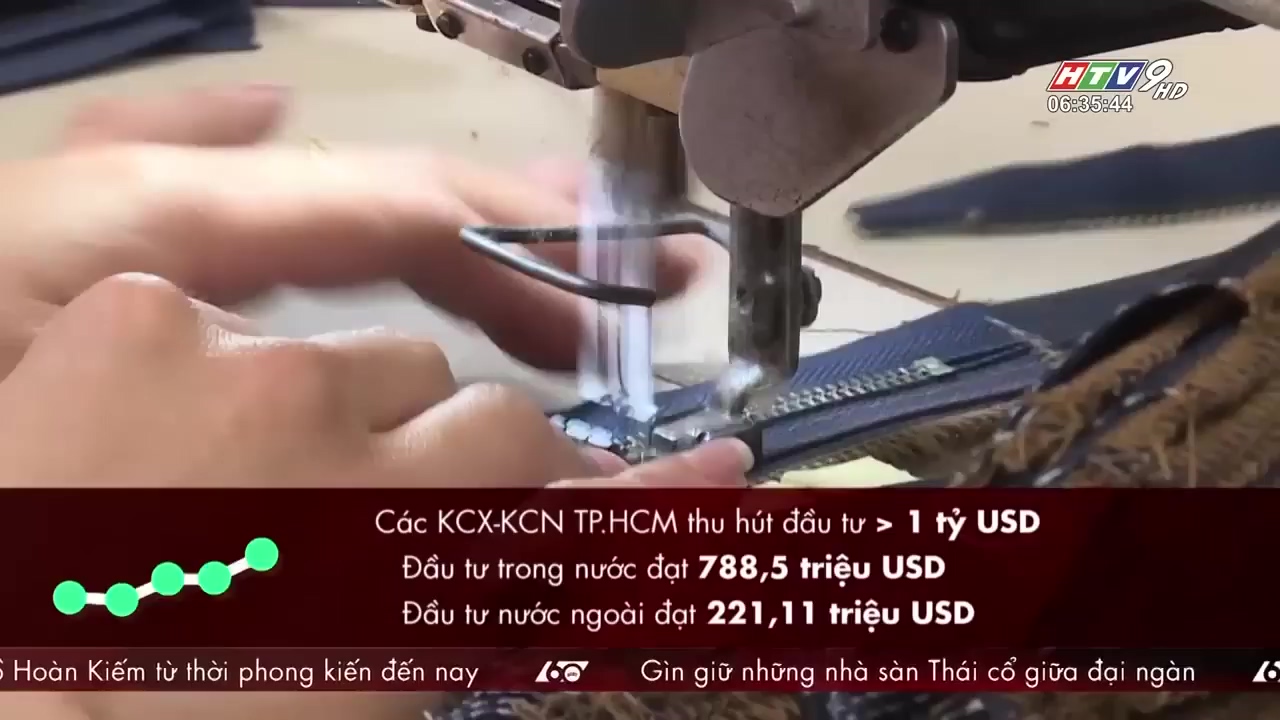 HTV9 HD
06:35:44
Các KCX-KCN TP.HCM thu hút đầu tư > 1 tỷ USD
Đầu tư trong nước đạt 788,5 triệu USD
Đầu tư nước ngoài đạt 221,11 triệu USD
Hoàn Kiếm từ thời phong kiến đến nay 60 Gìn giữ những nhà sàn Thái cổ giữa đại ngàn